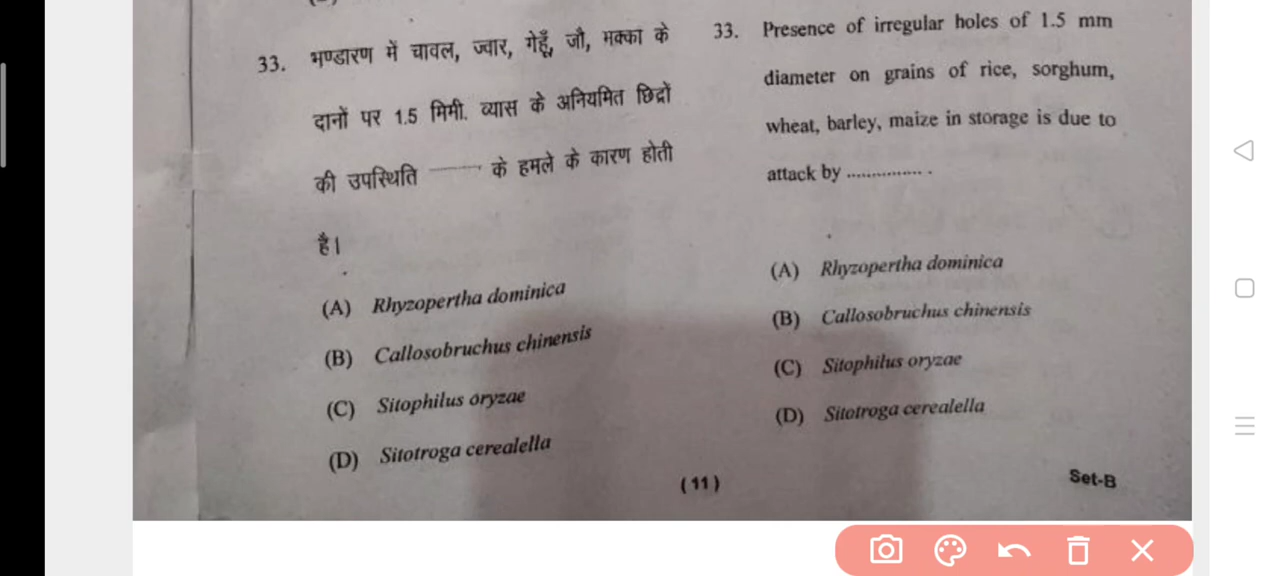 33. भण्डारण में चावल, ज्वार, गेहूँ, जौ, मक्का के
दानों पर 1.5 मिमी. व्यास के अनियमित छिद्रों
की उपस्थिति ............ के हमले के कारण होती
है।
(A) Rhyzopertha dominica
(B) Callosobruchus chinensis
(C) Sitophilus oryzae
(D) Sitotroga cerealella
33. Presence of irregular holes of 1.5 mm
diameter on grains of rice, sorghum,
wheat, barley, maize in storage is due to
attack by ............... .
(A) Rhyzopertha dominica
(B) Callosobruchus chinensis
(C) Sitophilus oryzae
(D) Sitotroga cerealella
(11)
Set-B